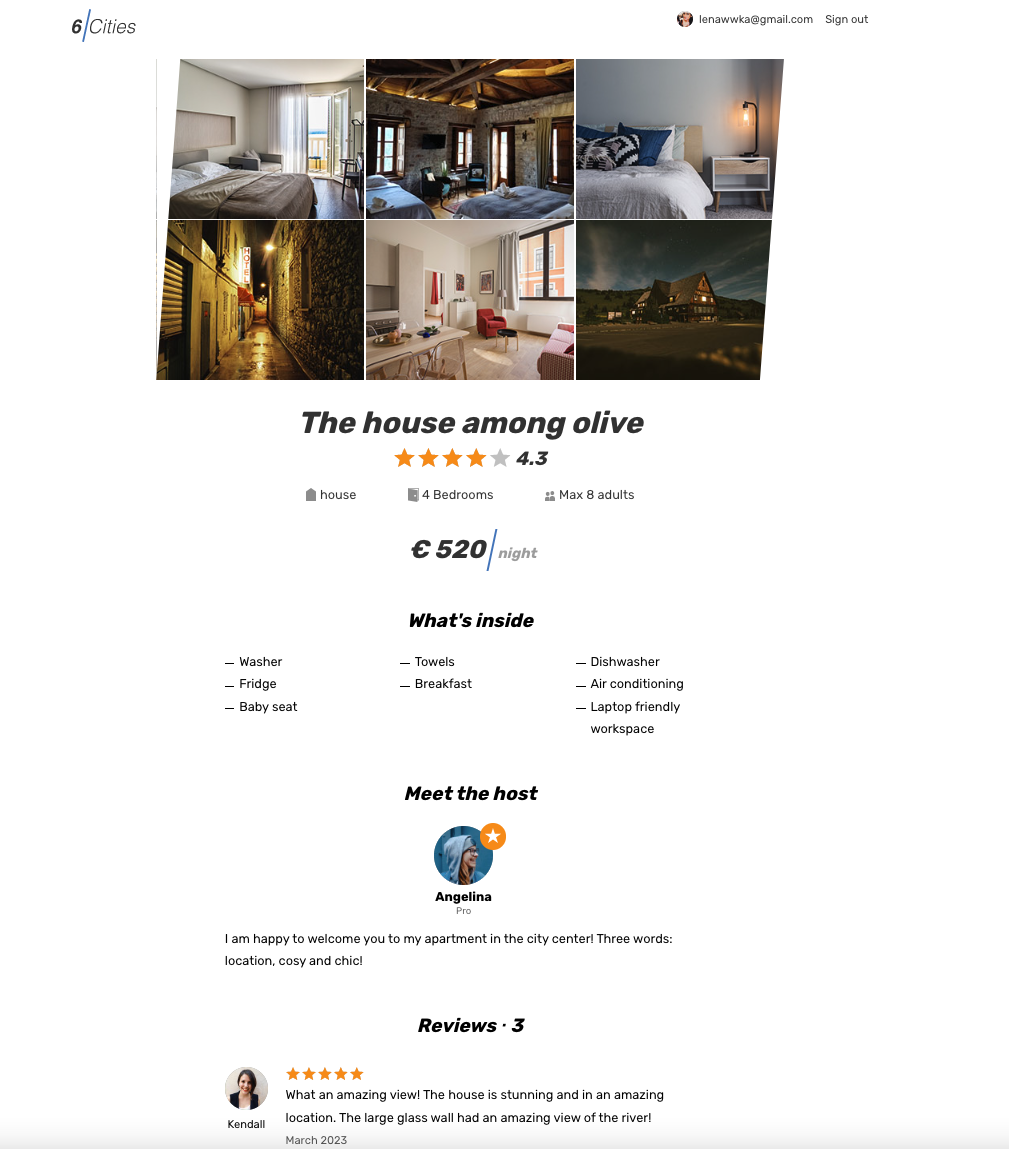 6 Cities
lenawwka@gmail.com Sign out
HOTEL
The house among olive
4.3
house 4 Bedrooms Max 8 adults
€ 520 night
What's inside
Washer Towels Dishwasher
Fridge Breakfast Air conditioning
Baby seat Laptop friendly
workspace
Meet the host
Angelina
Pro
I am happy to welcome you to my apartment in the city center! Three words:
location, cosy and chic!
Reviews · 3
What an amazing view! The house is stunning and in an amazing
location. The large glass wall had an amazing view of the river!
Kendall
March 2023